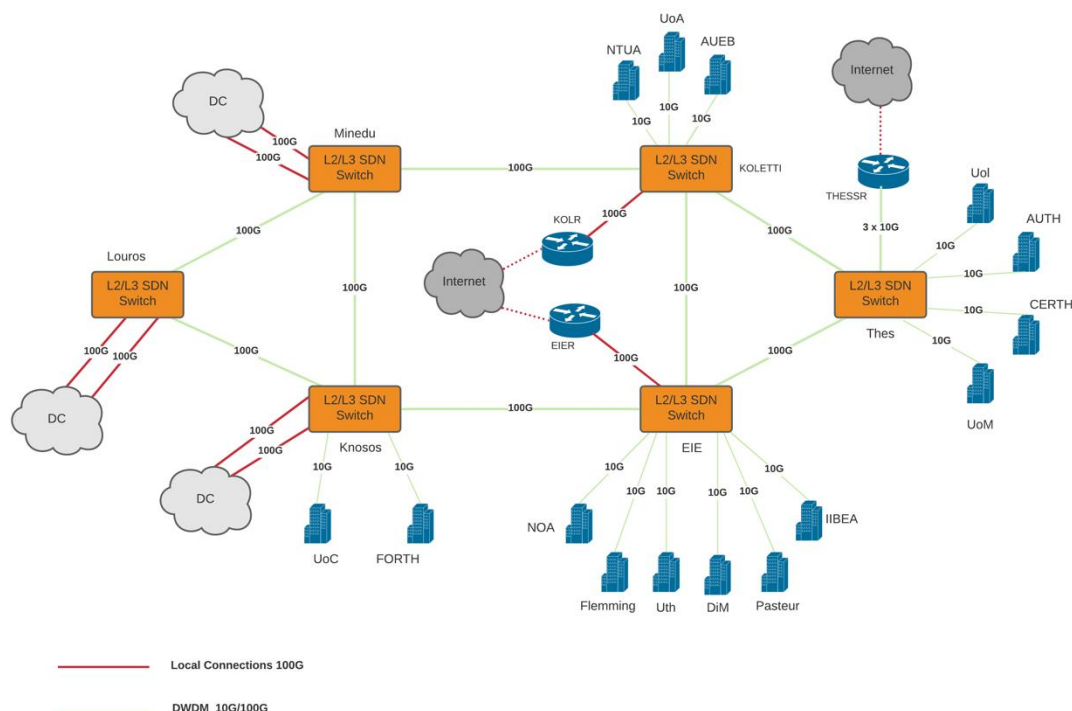 UoA
NTUA
AUEB
Internet
DC
10G
10G
10G
100G
100G
Minedu
L2/L3 SDN
Switch
100G
L2/L3 SDN
Switch
KOLETTI
THESSR
UoI
100G
KOLR
3 x 10G
AUTH
10G
100G
100G
Louros
L2/L3 SDN
Switch
Internet
100G
100G
10G
L2/L3 SDN
Switch
Thes
10G
CERTH
EIER
10G
100G
100G
100G
100G
100G
UoM
DC
L2/L3 SDN
Switch
Knosos
100G
L2/L3 SDN
Switch
EIE
100G
100G
DC
10G
10G
10G
10G
10G
10G
10G
10G
NOA
IIBEA
UoC
FORTH
Flemming
Uth
DiM
Pasteur
Local Connections 100G
DWDM 10G/100G